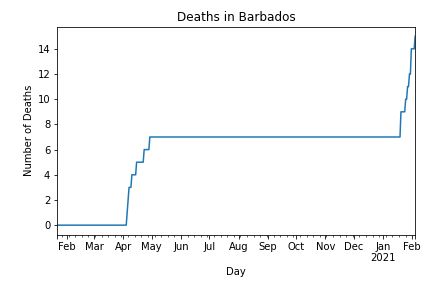 Deaths in Barbados
Number of Deaths
14
12
10
8
6
4
2
0
Feb Mar Apr May Jun Jul Aug Sep Oct Nov Dec Jan Feb
2021
Day